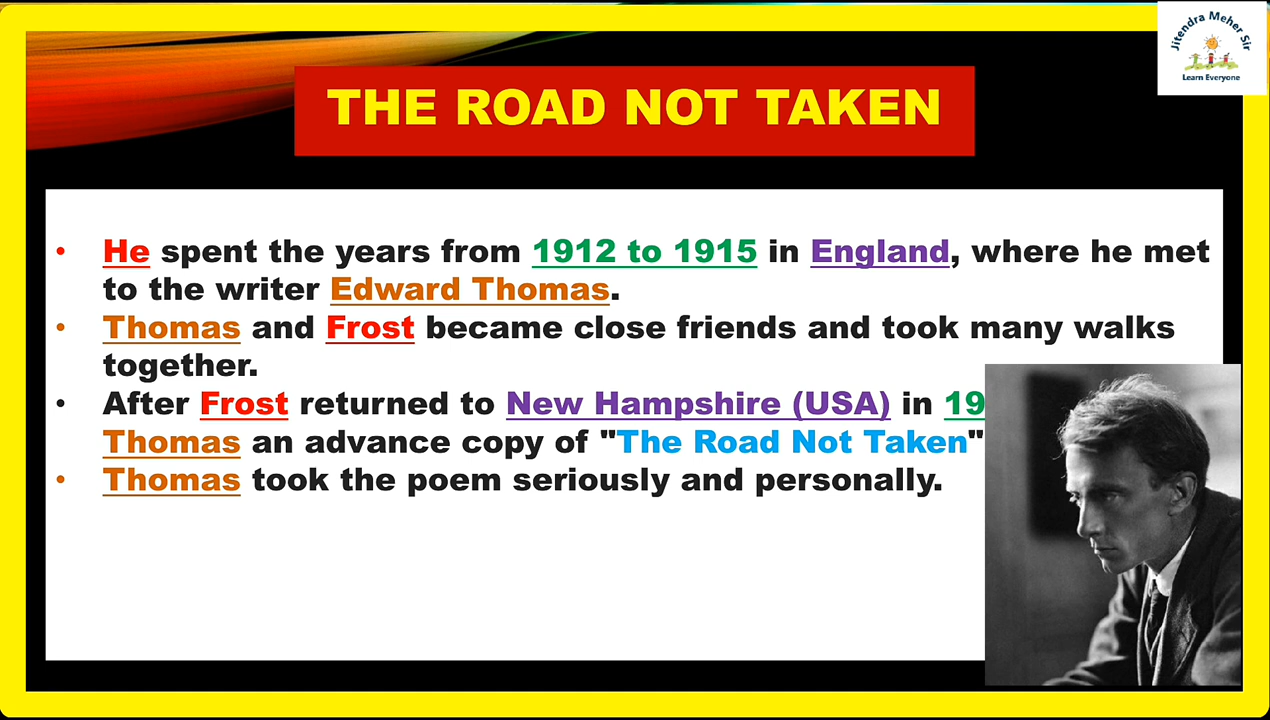 Jitendra Meher Sir
Learn Everyone
THE ROAD NOT TAKEN
• He spent the years from 1912 to 1915 in England, where he met
to the writer Edward Thomas.
• Thomas and Frost became close friends and took many walks
together.
• After Frost returned to New Hampshire (USA) in 19
Thomas an advance copy of "The Road Not Taken"
• Thomas took the poem seriously and personally.